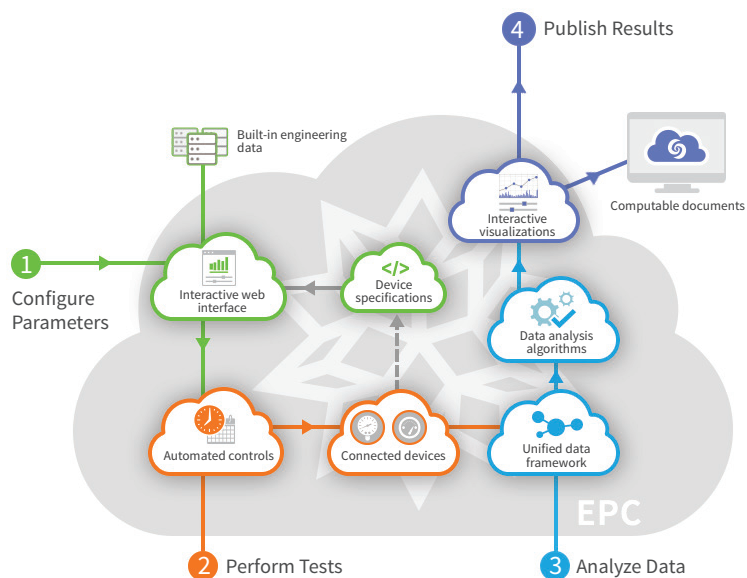 4 Publish Results
Built-in engineering
data
Computable documents
Interactive
visualizations
1
Configure
Parameters
Interactive web
interface
</>
Device
specifications
Data analysis
algorithms
Automated controls
Connected devices
Unified data
framework
EPC
2 Perform Tests
3 Analyze Data